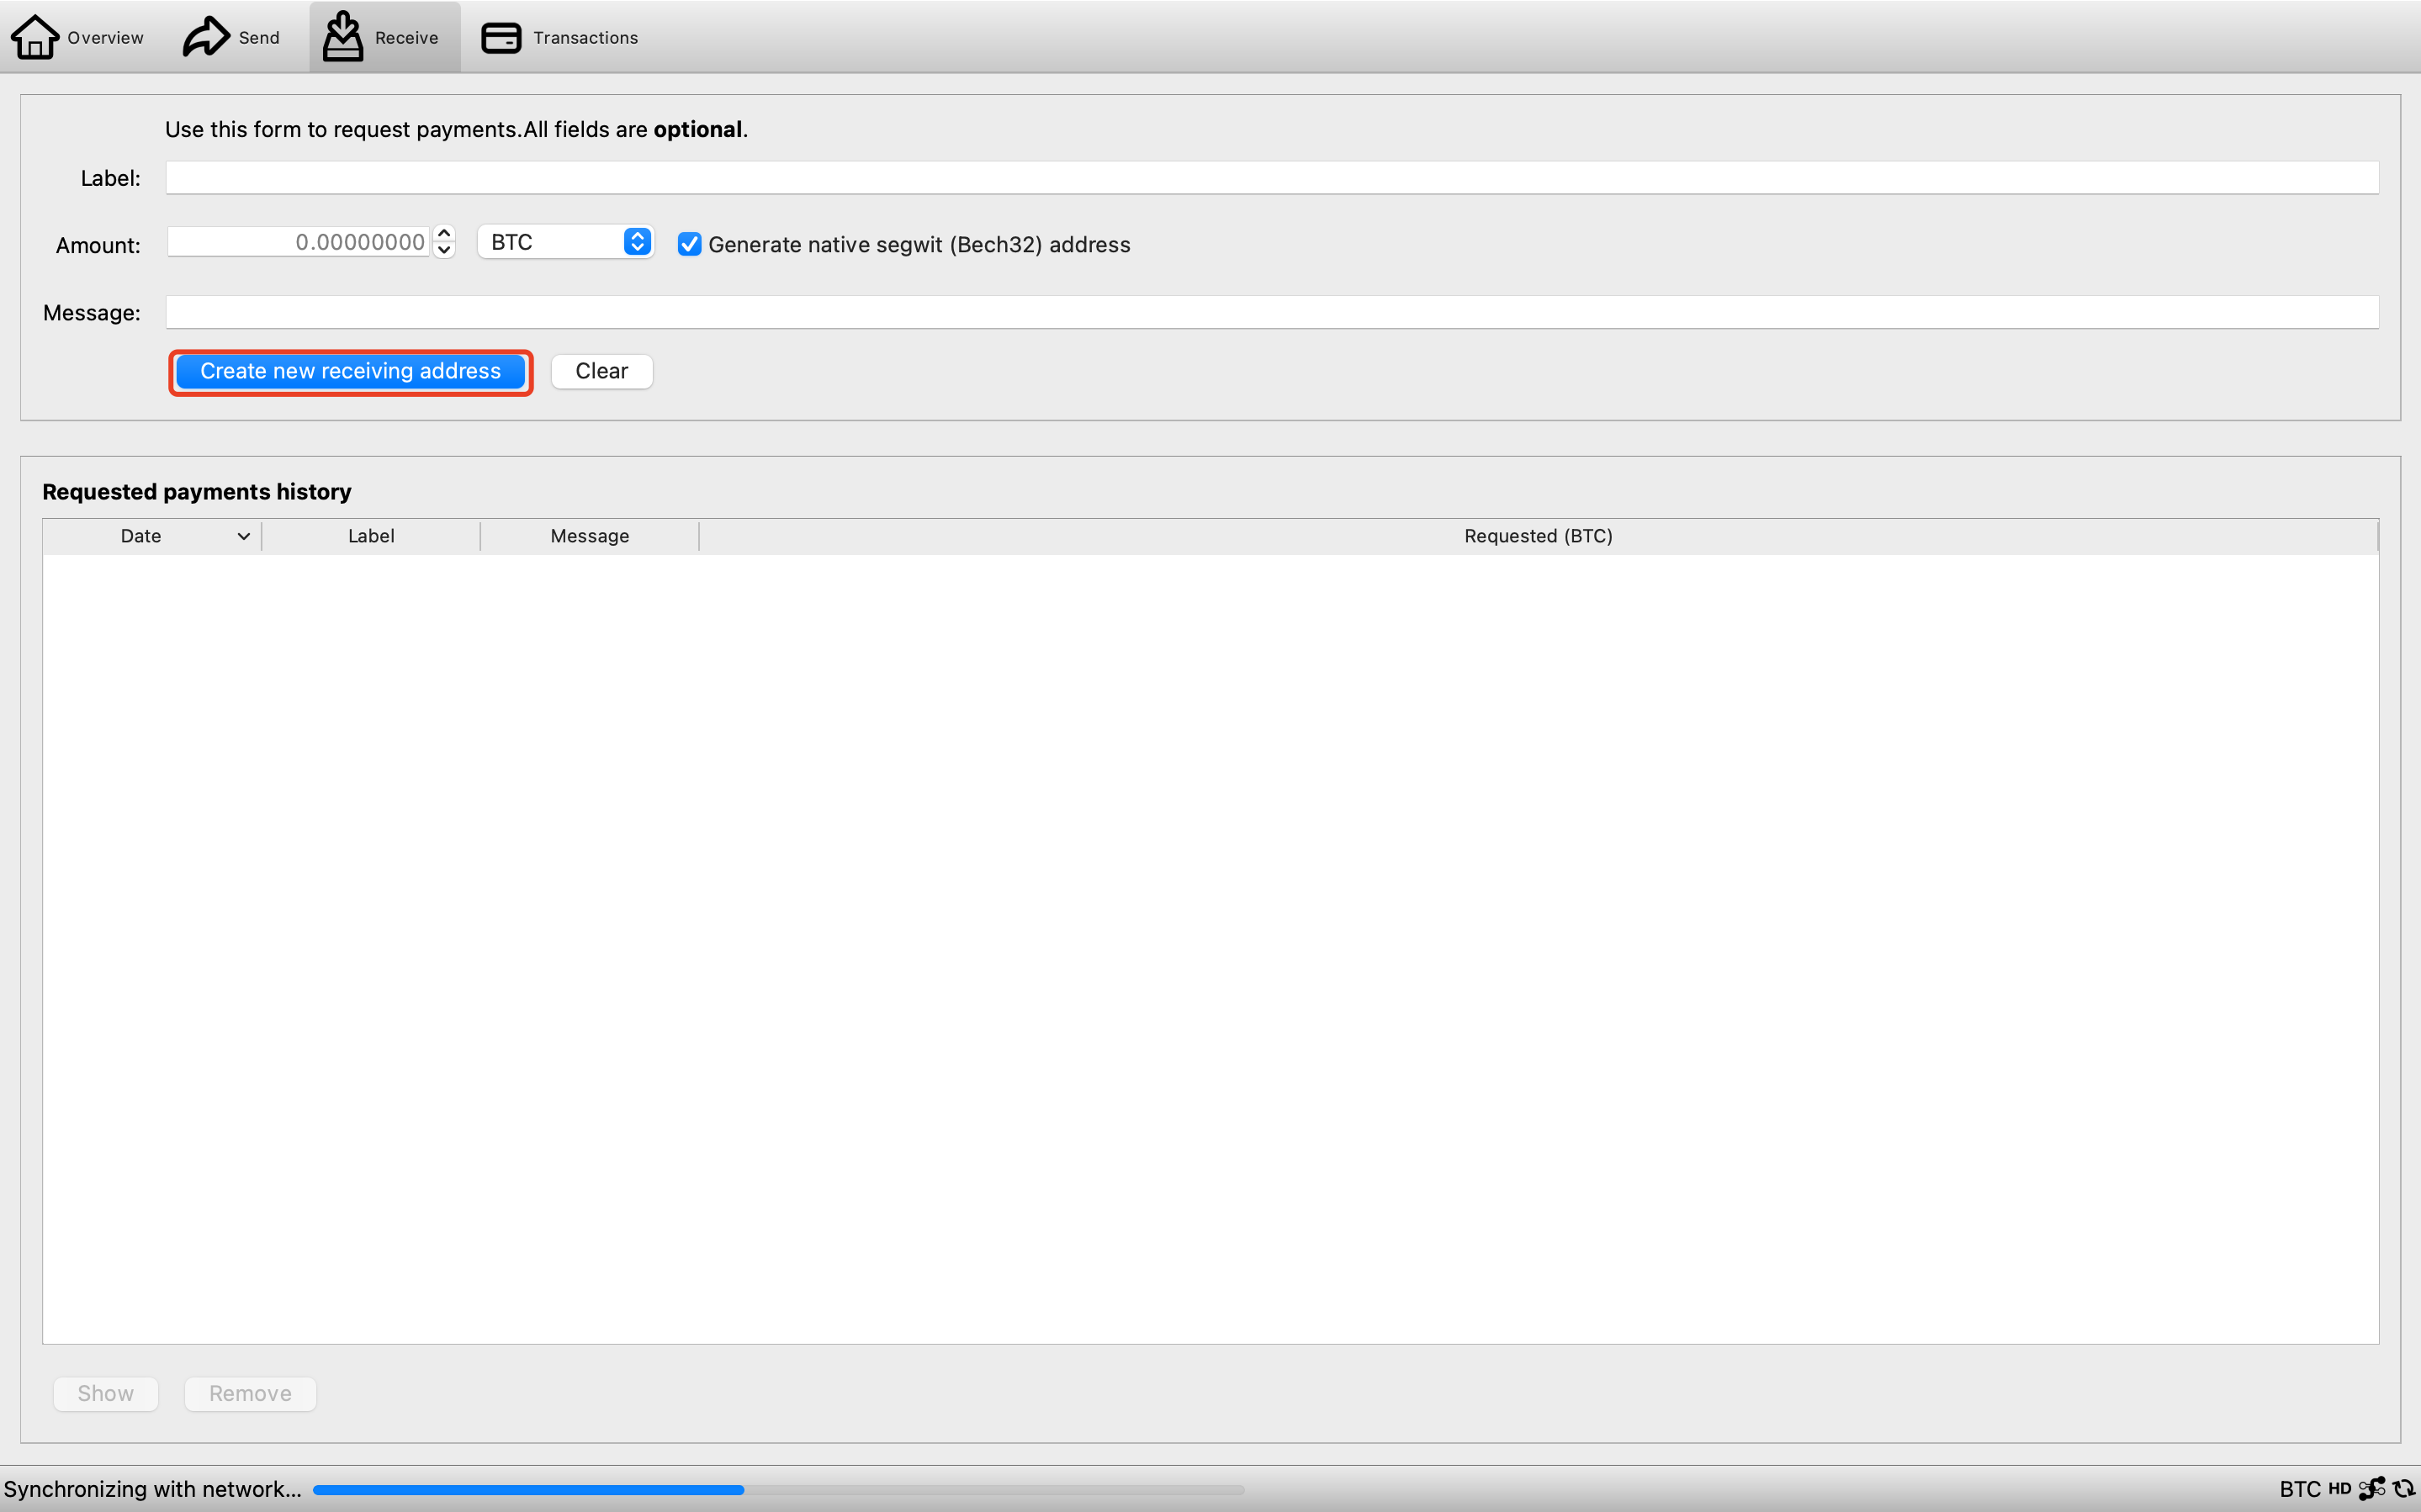 Overview Send Receive Transactions
Use this form to request payments.All fields are optional.
Label:
Amount: 0.00000000 BTC Generate native segwit (Bech32) address
Message:
Create new receiving address Clear
Requested payments history
Date Label Message Requested (BTC)
Show Remove
Synchronizing with network... BTC HD